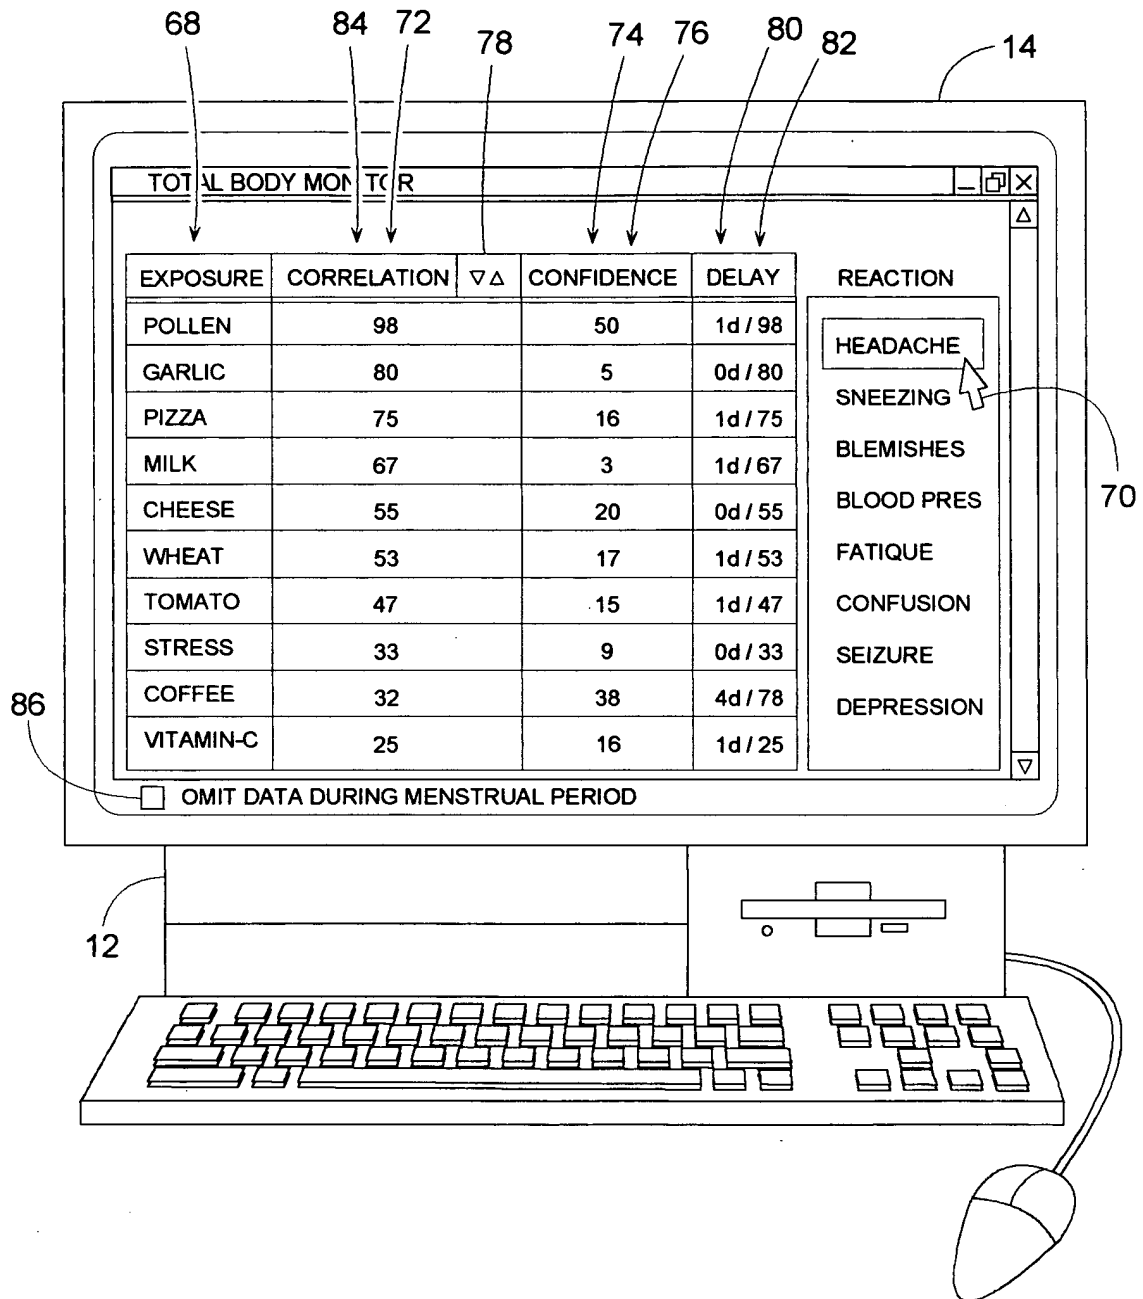 68 84 72 78 74 76 80 82 14
TOTAL BODY MONITOR
EXPOSURE CORRELATION ▽△ CONFIDENCE DELAY REACTION
POLLEN 98 50 1d / 98
GARLIC 80 5 0d / 80
PIZZA 75 16 1d / 75
MILK 67 3 1d / 67
CHEESE 55 20 0d / 55
WHEAT 53 17 1d / 53
TOMATO 47 15 1d / 47
STRESS 33 9 0d / 33
COFFEE 32 38 4d / 78
VITAMIN-C 25 16 1d / 25
HEADACHE
SNEEZING
BLEMISHES
BLOOD PRES
FATIQUE
CONFUSION
SEIZURE
DEPRESSION
70
86
OMIT DATA DURING MENSTRUAL PERIOD
12